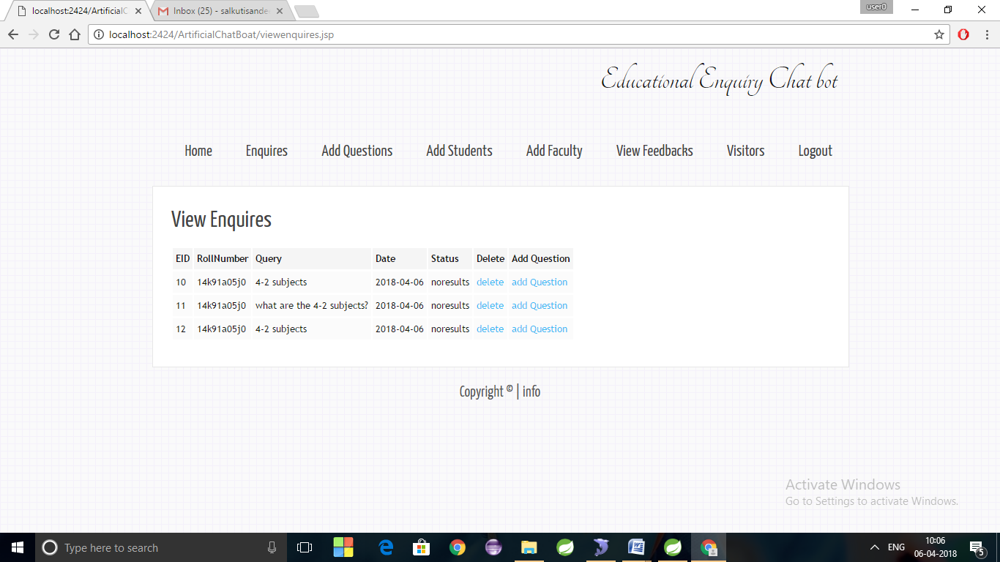 localhost:2424/ArtificialC
Inbox (25) - salkutisandee
user0
localhost:2424/ArtificialChatBoat/viewenquires.jsp
Educational Enquiry Chat bot
Home Enquires Add Questions Add Students Add Faculty View Feedbacks Visitors Logout
View Enquires
EID RollNumber Query Date Status Delete Add Question
10 14k91a05j0 4-2 subjects 2018-04-06 noresults delete add Question
11 14k91a05j0 what are the 4-2 subjects? 2018-04-06 noresults delete add Question
12 14k91a05j0 4-2 subjects 2018-04-06 noresults delete add Question
Copyright © | info
Activate Windows
Go to Settings to activate Windows.
Type here to search
ENG
10:06
06-04-2018
5